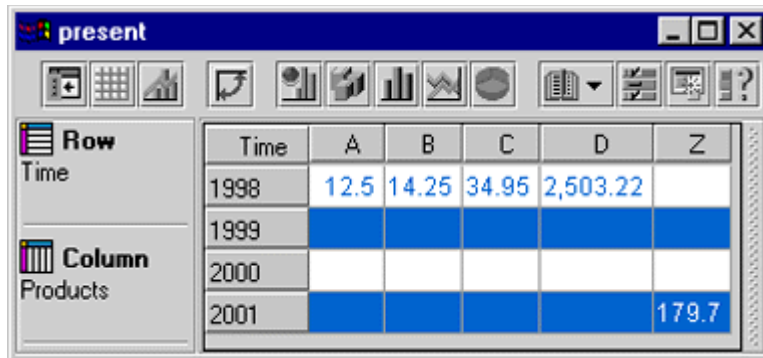 present
Row
Time
Column
Products
Time A B C D Z
1998 12.5 14.25 34.95 2,503.22
1999
2000
2001 179.7